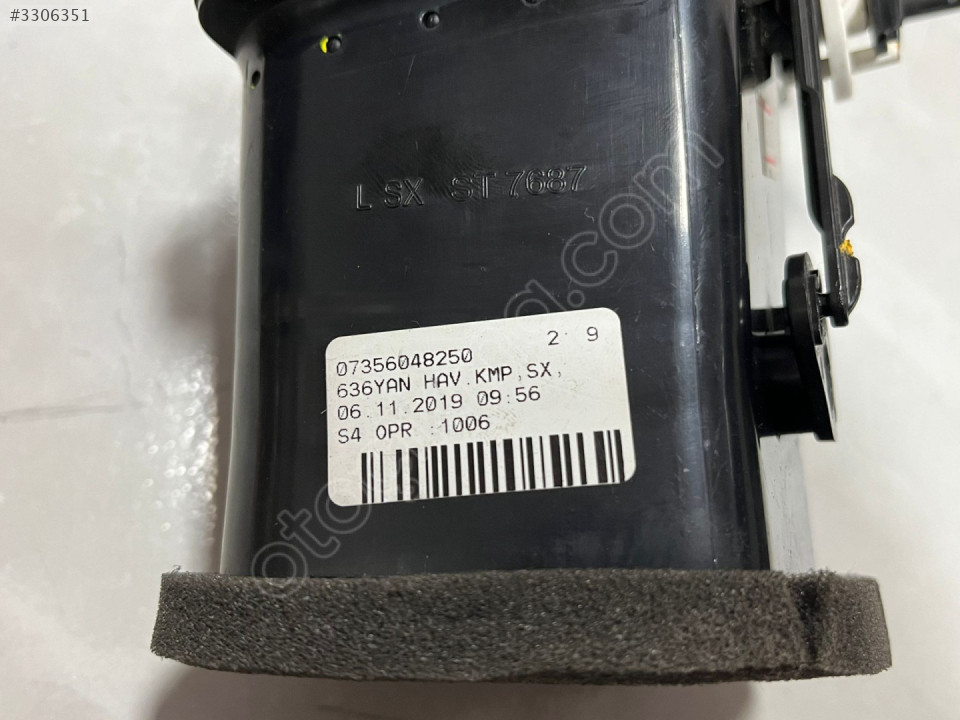 #3306351
L SX ST 7687
2 9
07356048250
636YAN HAV.KMP,SX,
06.11.2019 09:56
S4 OPR :1006